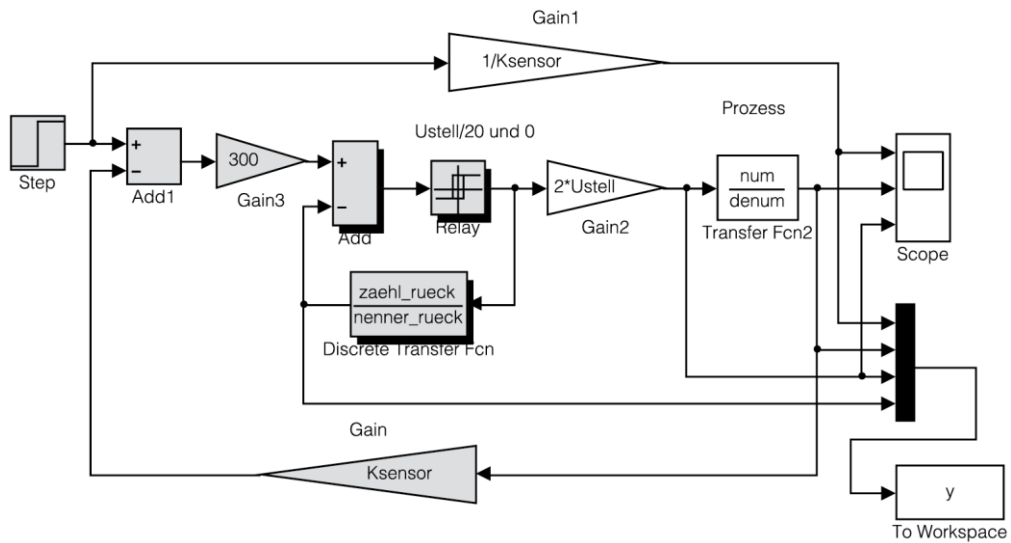 Gain1
1/Ksensor
Prozess
Ustell/20 und 0
Step
+
−
Add1
300
Gain3
+
−
Add
Relay
2*Ustell
Gain2
num
denum
Transfer Fcn2
Scope
zaehl_rueck
nenner_rueck
Discrete Transfer Fcn
Gain
Ksensor
y
To Workspace